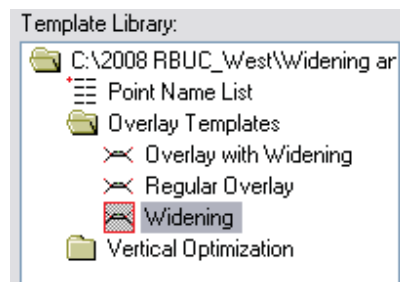 Template Library:
C:\2008 RBUC_West\Widening ar
Point Name List
Overlay Templates
Overlay with Widening
Regular Overlay
Widening
Vertical Optimization